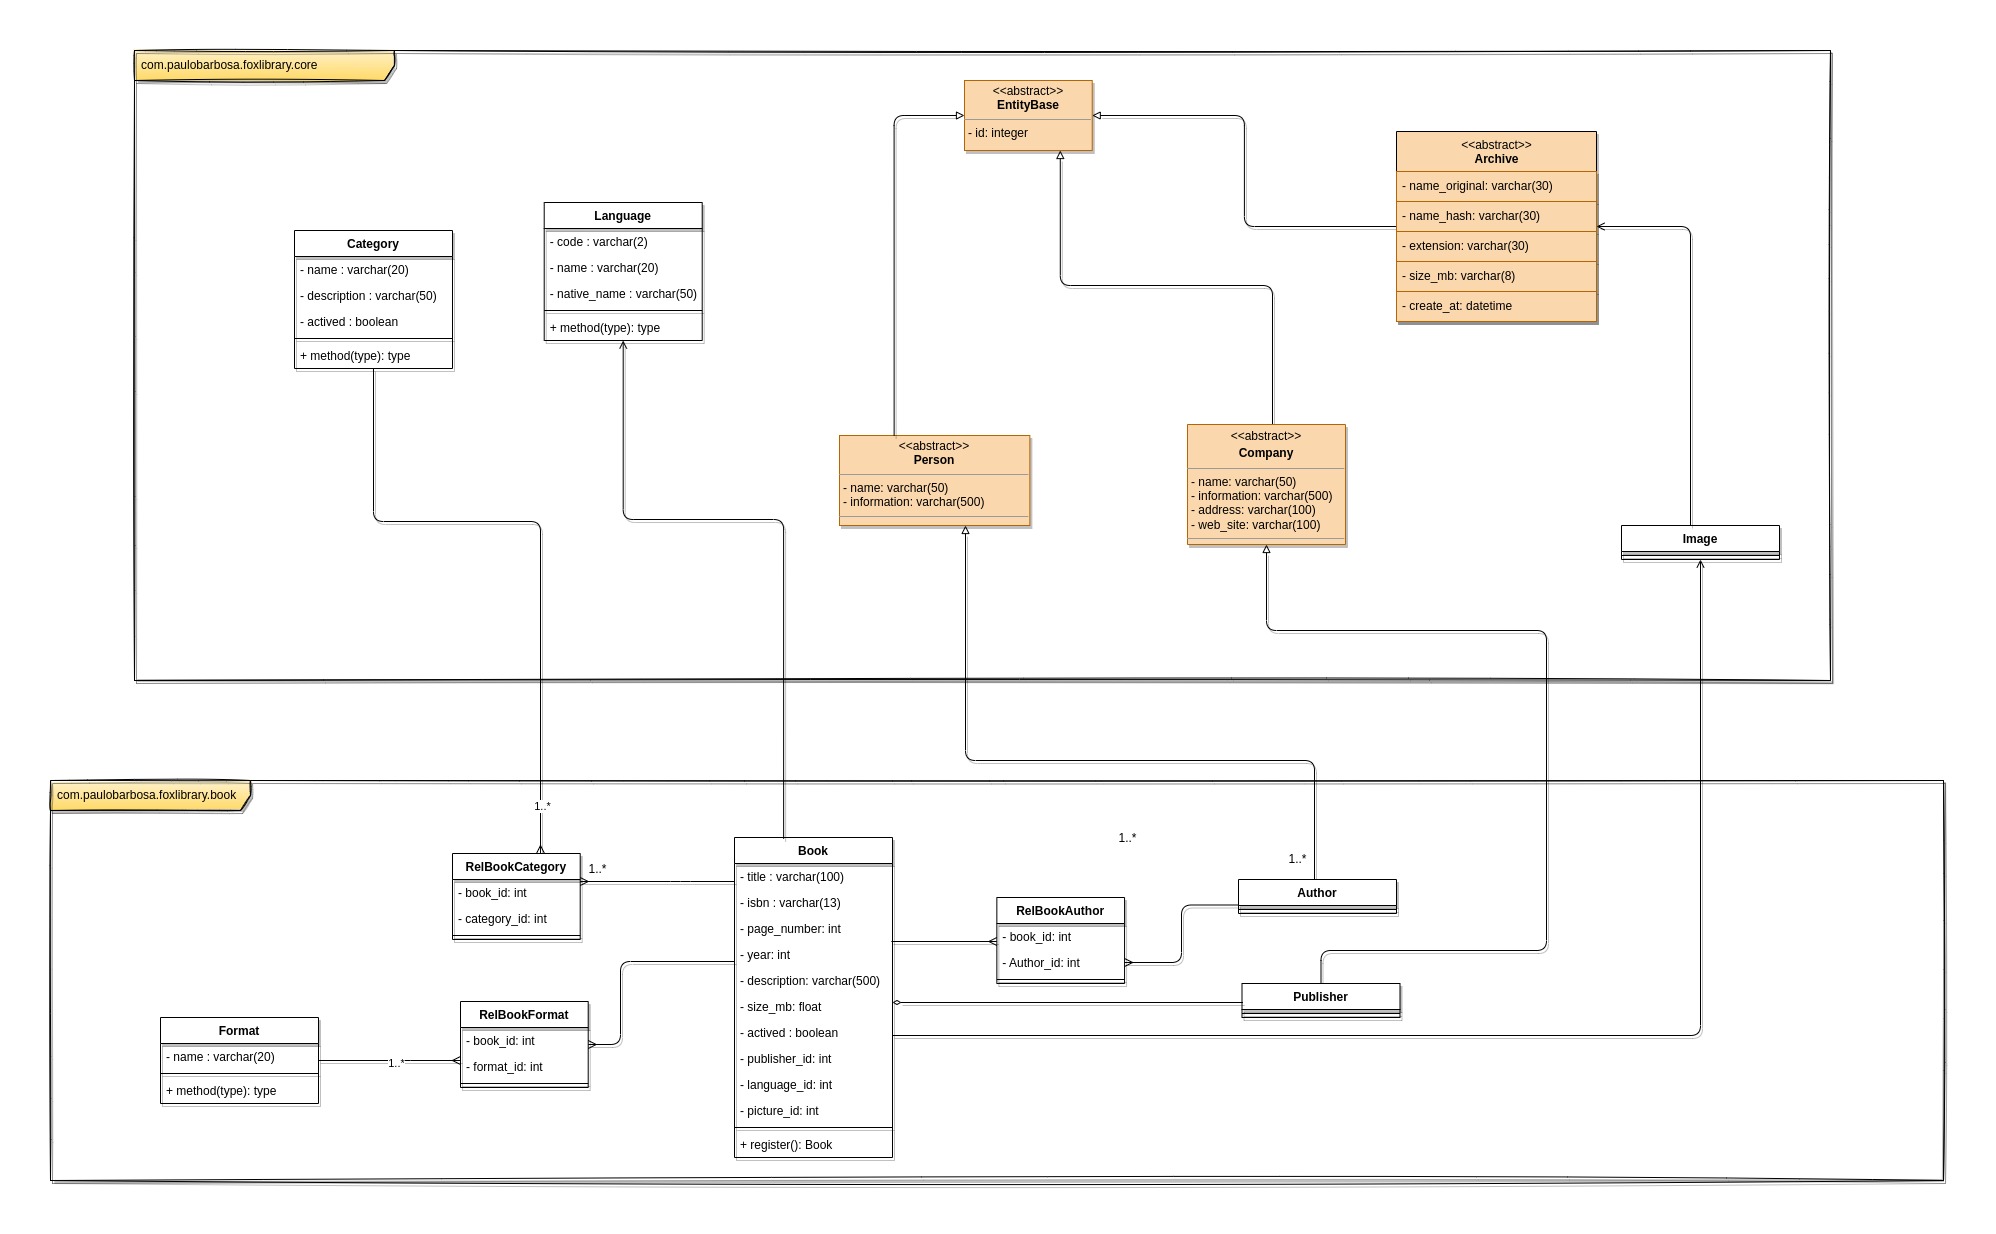 com.paulobarbosa.foxlibrary.core
<<abstract>>
EntityBase
- id: integer
<<abstract>>
Archive
- name_original: varchar(30)
- name_hash: varchar(30)
- extension: varchar(30)
- size_mb: varchar(8)
- create_at: datetime
Language
- code : varchar(2)
- name : varchar(20)
- native_name : varchar(50)
+ method(type): type
Category
- name : varchar(20)
- description : varchar(50)
- actived : boolean
+ method(type): type
<<abstract>>
Person
- name: varchar(50)
- information: varchar(500)
<<abstract>>
Company
- name: varchar(50)
- information: varchar(500)
- address: varchar(100)
- web_site: varchar(100)
Image
com.paulobarbosa.foxlibrary.book
1..*
RelBookCategory
- book_id: int
- category_id: int
1..*
Book
- title : varchar(100)
- isbn : varchar(13)
- page_number: int
- year: int
- description: varchar(500)
- size_mb: float
- actived : boolean
- publisher_id: int
- language_id: int
- picture_id: int
+ register(): Book
1..*
1..*
Author
RelBookAuthor
- book_id: int
- Author_id: int
Publisher
RelBookFormat
- book_id: int
- format_id: int
Format
- name : varchar(20)
+ method(type): type
1..*